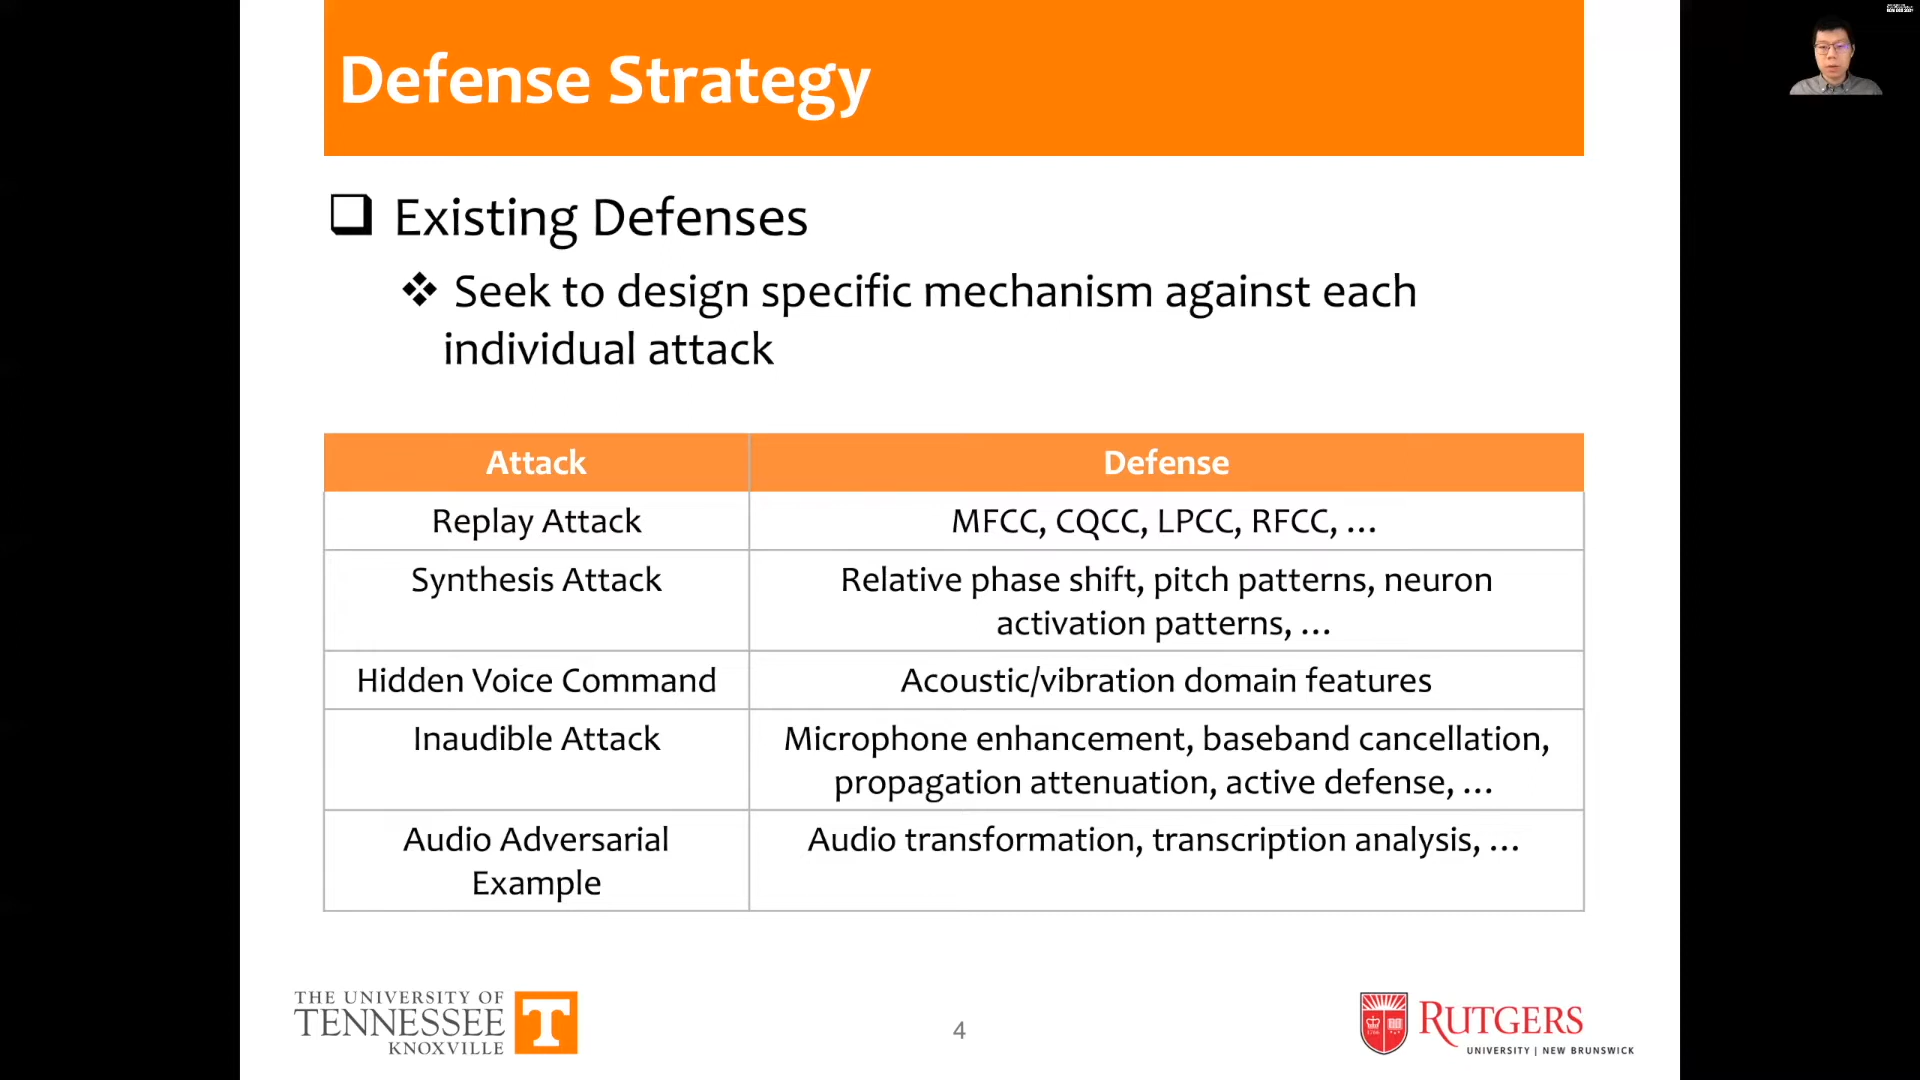 Defense Strategy
Existing Defenses
Seek to design specific mechanism against each
individual attack
Attack
Defense
Replay Attack
MFCC, CQCC, LPCC, RFCC, ...
Synthesis Attack
Relative phase shift, pitch patterns, neuron
activation patterns, ...
Hidden Voice Command
Acoustic/vibration domain features
Inaudible Attack
Microphone enhancement, baseband cancellation,
propagation attenuation, active defense, ...
Audio Adversarial
Example
Audio transformation, transcription analysis, ...
THE UNIVERSITY OF
TENNESSEE
KNOXVILLE
T
4
RUTGERS
UNIVERSITY | NEW BRUNSWICK